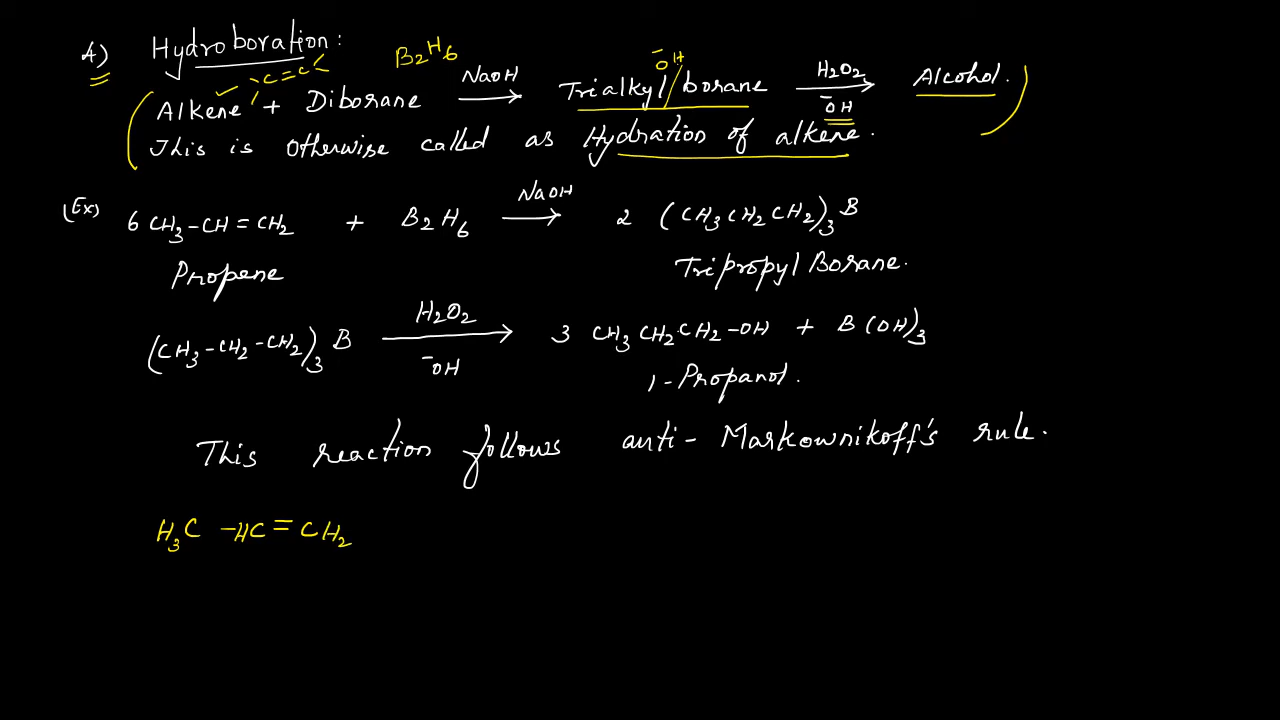 A) Hydroboration: B2H6
C=C ⁻OH
Alkene + Diborane NaOH → Trialkyl/borane H2O2 → ⁻OH Alcohol.
This is otherwise called as Hydration of alkene.
(Ex) 6 CH3-CH=CH2 + B2H6 NaOH → 2 (CH3CH2CH2)3B
Propene Tripropyl Borane.
(CH3-CH2-CH2)3B H2O2 → ⁻OH 3 CH3CH2CH2-OH + B(OH)3
1-Propanol.
This reaction follows anti-Markownikoff's rule.
H3C-HC=CH2